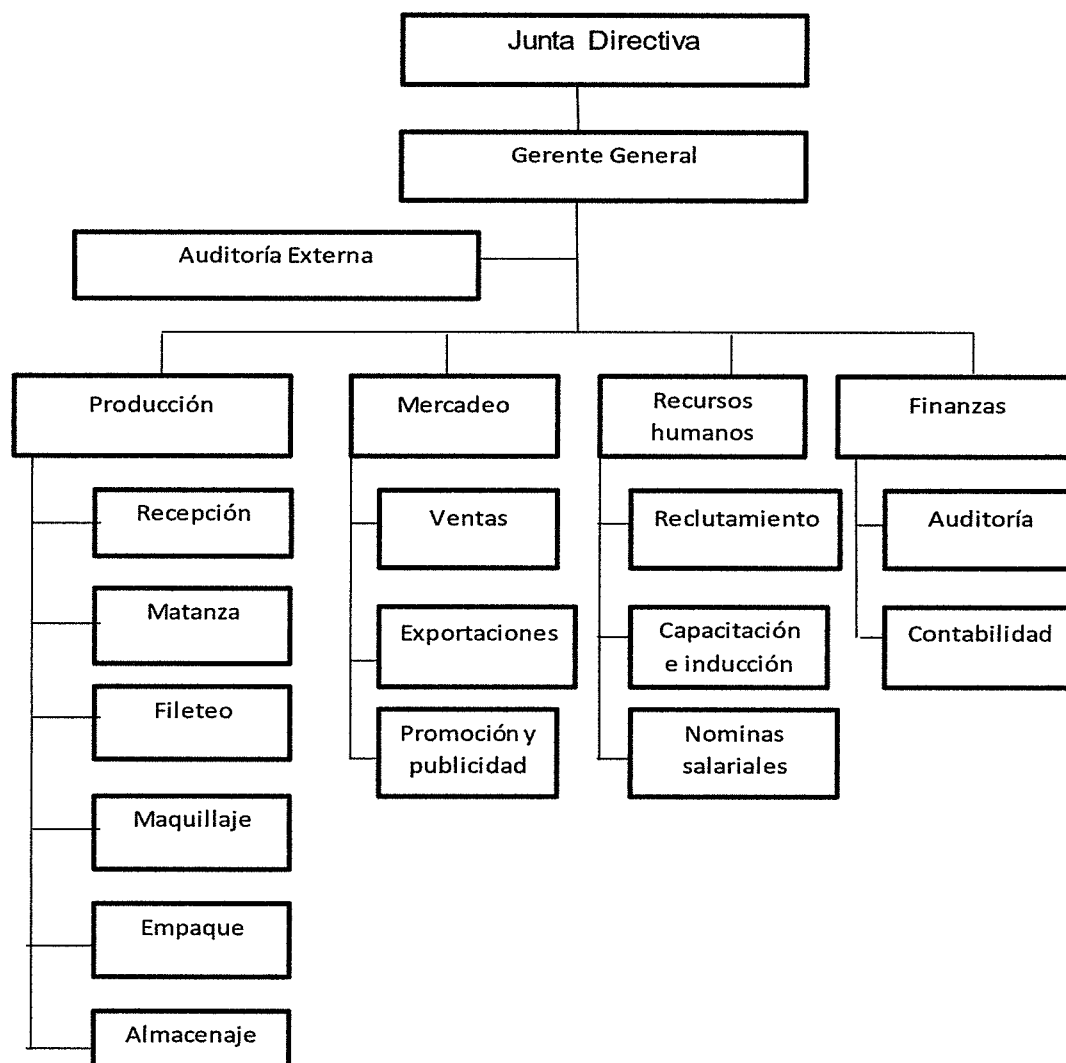 Junta Directiva
Gerente General
Auditoría Externa
Producción
Mercadeo
Recursos
humanos
Finanzas
Recepción
Matanza
Fileteo
Maquillaje
Empaque
Almacenaje
Ventas
Exportaciones
Promoción y
publicidad
Reclutamiento
Capacitación
e inducción
Nominas
salariales
Auditoría
Contabilidad